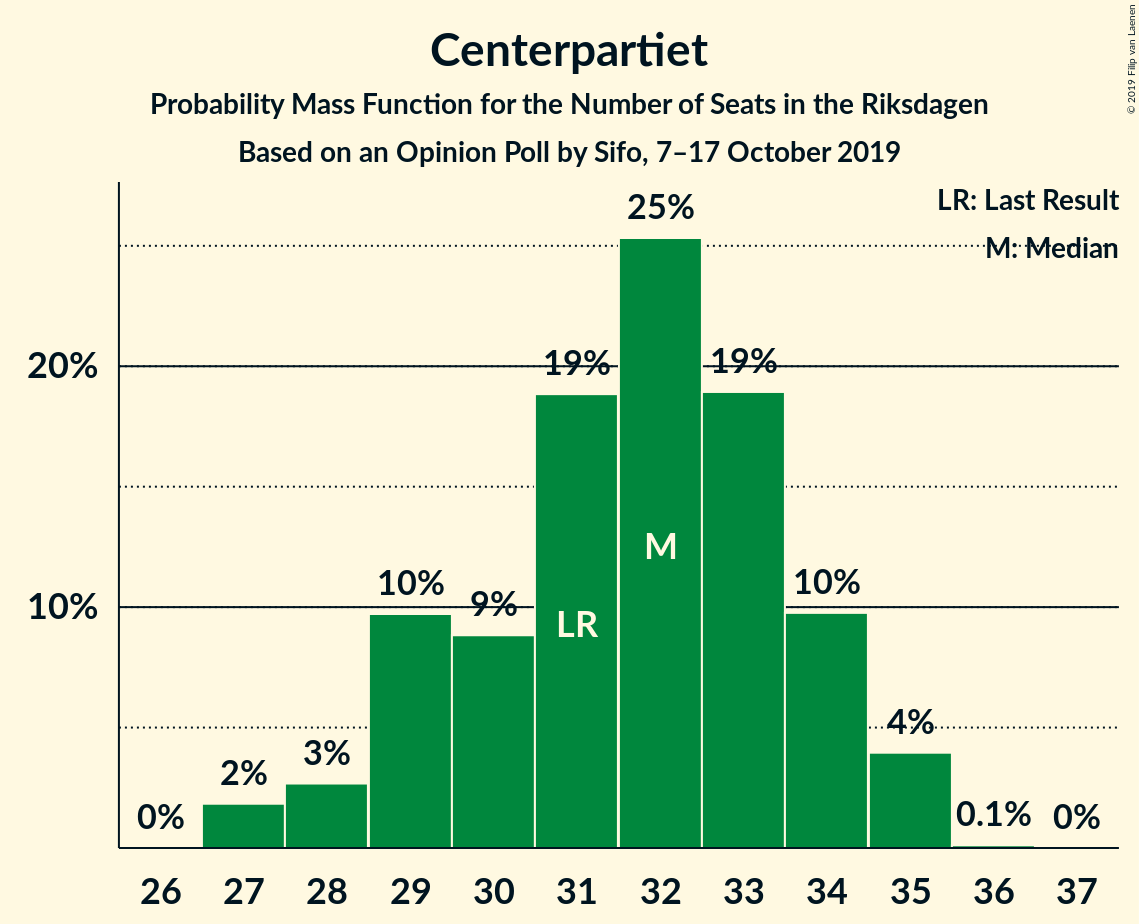 Centerpartiet
Probability Mass Function for the Number of Seats in the Riksdagen
Based on an Opinion Poll by Sifo, 7–17 October 2019
© 2019 Filip van Laenen
LR: Last Result
M: Median
25%
20%
19%
19%
10%
10%
9%
10%
4%
3%
2%
0%
0.1%
0%
M
LR
26 27 28 29 30 31 32 33 34 35 36 37